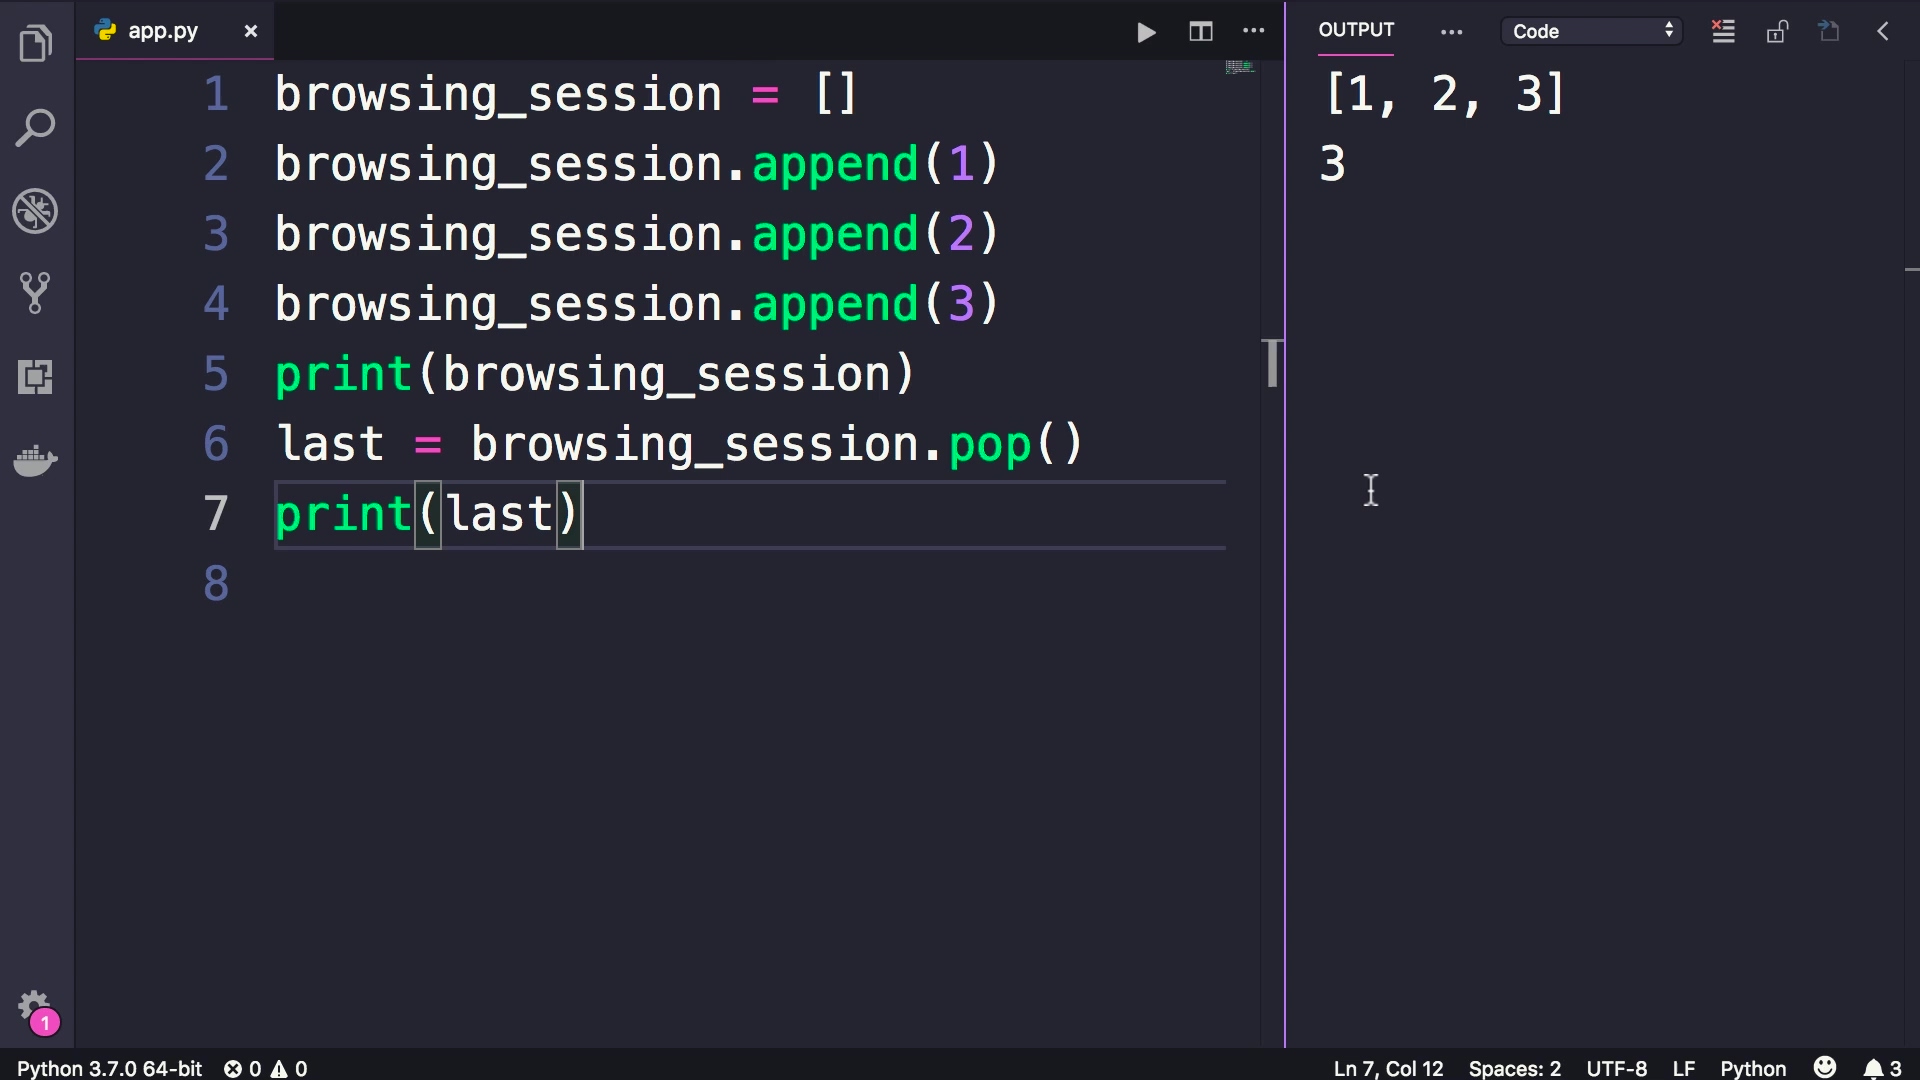 app.py
OUTPUT
Code
1 browsing_session = []
2 browsing_session.append(1)
3 browsing_session.append(2)
4 browsing_session.append(3)
5 print(browsing_session)
6 last = browsing_session.pop()
7 print(last)
8
[1, 2, 3]
3
1
Python 3.7.0 64-bit 0 0
Ln 7, Col 12 Spaces: 2 UTF-8 LF Python 3